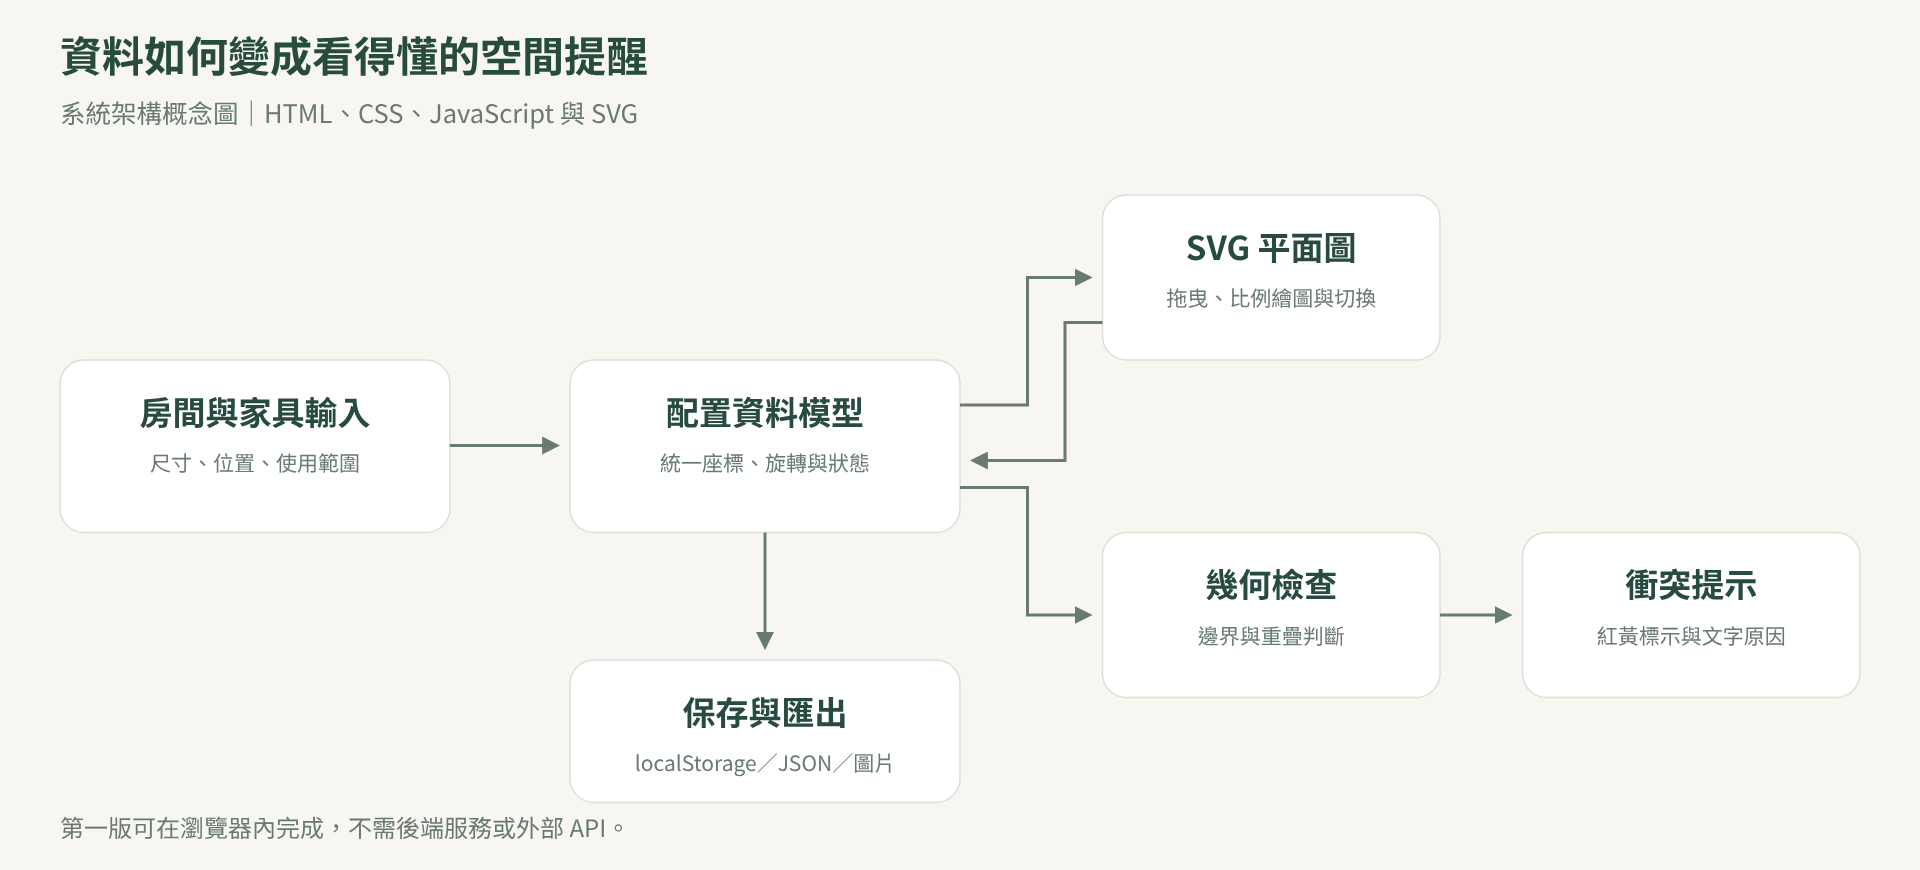 資料如何變成看得懂的空間提醒
系統架構概念圖｜HTML、CSS、JavaScript 與 SVG
SVG 平面圖
拖曳、比例繪圖與切換
房間與家具輸入
尺寸、位置、使用範圍
配置資料模型
統一座標、旋轉與狀態
幾何檢查
邊界與重疊判斷
衝突提示
紅黃標示與文字原因
保存與匯出
localStorage／JSON／圖片
第一版可在瀏覽器內完成，不需後端服務或外部 API。